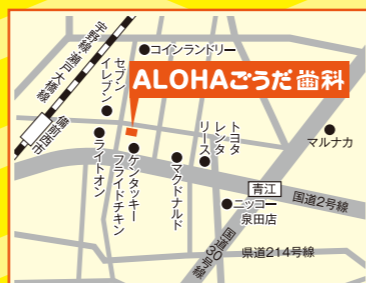 宇野線・瀬戸大橋線
備前西市
コインランドリー
セブン
イレブン
ALOHAごうだ歯科
ライトオン
ケンタッキー
フライドチキン
マクドナルド
トヨタ
レンタ
リース
マルナカ
青江
ニッコー
泉田店
国道2号線
国道30号線
県道214号線